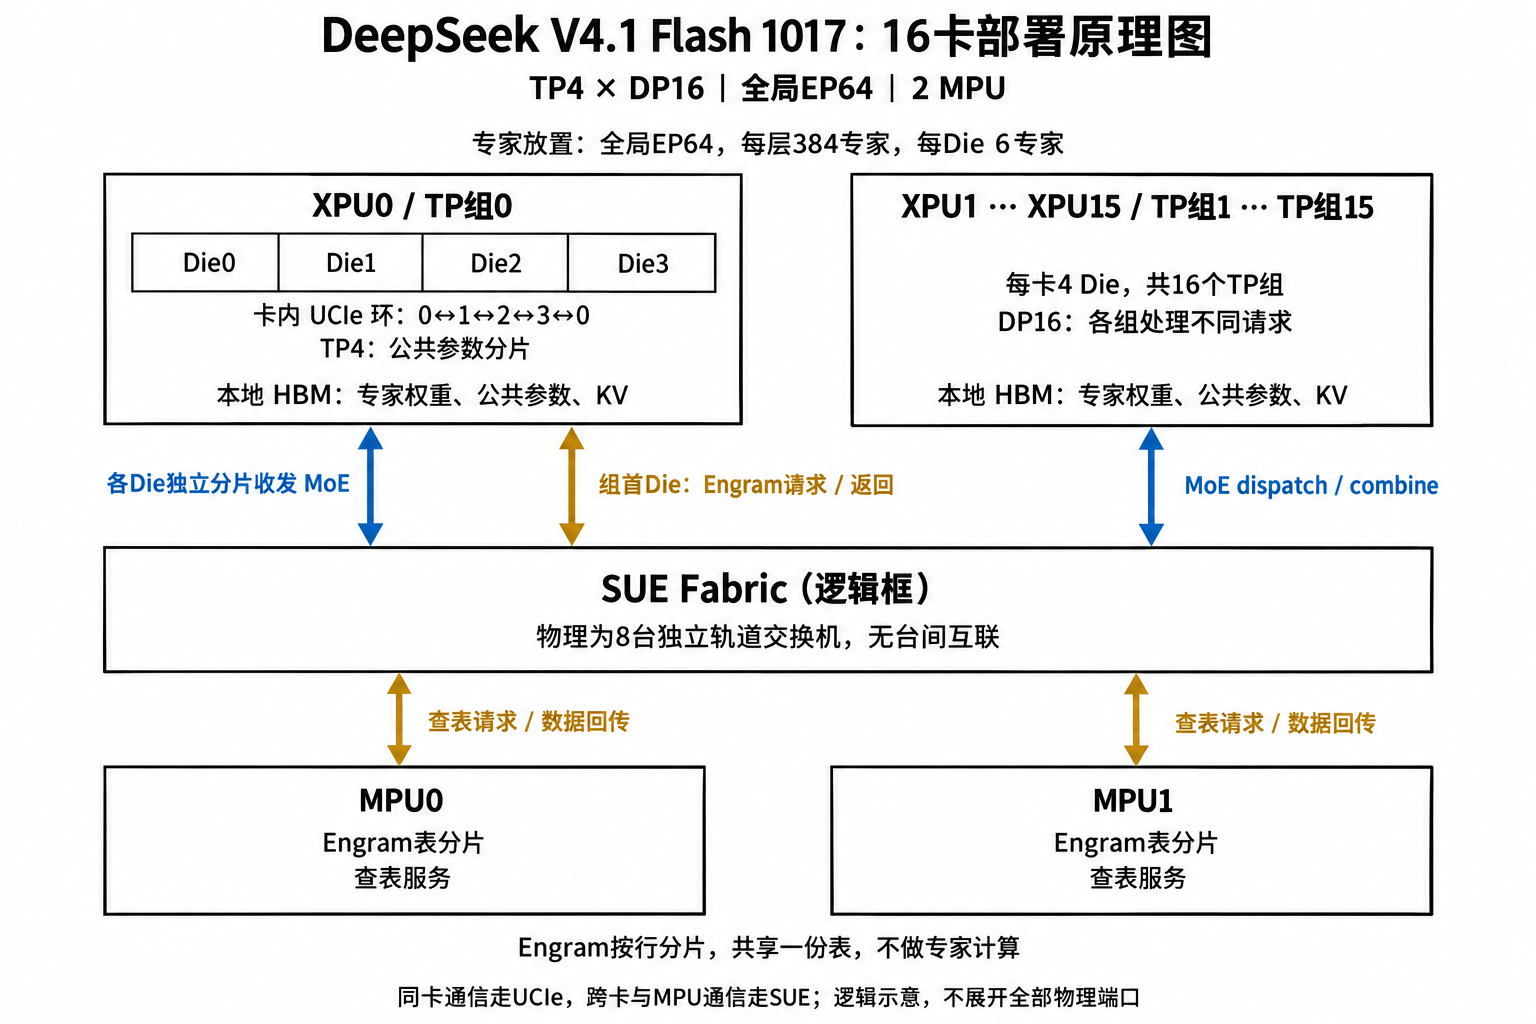 DeepSeek V4.1 Flash 1017：16卡部署原理图
TP4 × DP16｜全局EP64｜2 MPU
专家放置：全局EP64，每层384专家，每Die 6专家
XPU0 / TP组0
Die0
Die1
Die2
Die3
卡内 UCIe 环：0↔1↔2↔3↔0
TP4：公共参数分片
本地 HBM：专家权重、公共参数、KV
XPU1 ⋯ XPU15 / TP组1 ⋯ TP组15
每卡4 Die，共16个TP组
DP16：各组处理不同请求
本地 HBM：专家权重、公共参数、KV
各Die独立分片收发 MoE
组首Die：Engram请求 / 返回
MoE dispatch / combine
SUE Fabric（逻辑框）
物理为8台独立轨道交换机，无台间互联
查表请求 / 数据回传
查表请求 / 数据回传
MPU0
Engram表分片
查表服务
MPU1
Engram表分片
查表服务
Engram按行分片，共享一份表，不做专家计算
同卡通信走UCIe，跨卡与MPU通信走SUE；逻辑示意，不展开全部物理端口